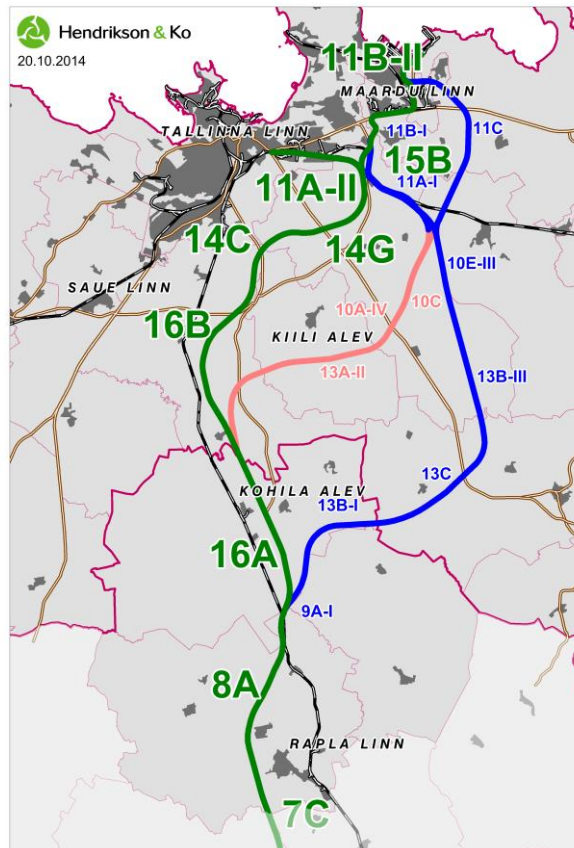 Hendrikson & Ko
20.10.2014
11B-II
MAARDU LINN
TALLINNA LINN
11B-I
11C
15B
11A-II
11A-I
14C
14G
10E-III
SAUE LINN
10A-IV
10C
16B
KIILI ALEV
13A-II
13B-III
13C
KOHILA ALEV
13B-I
16A
9A-I
8A
RAPLA LINN
7C